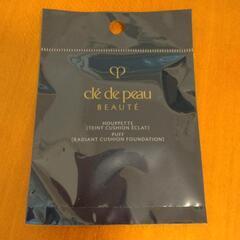 clé de peau
BEAUTÉ
HOUPPETTE
[TEINT CUSHION ÉCLAT]
PUFF
[RADIANT CUSHION FOUNDATION]